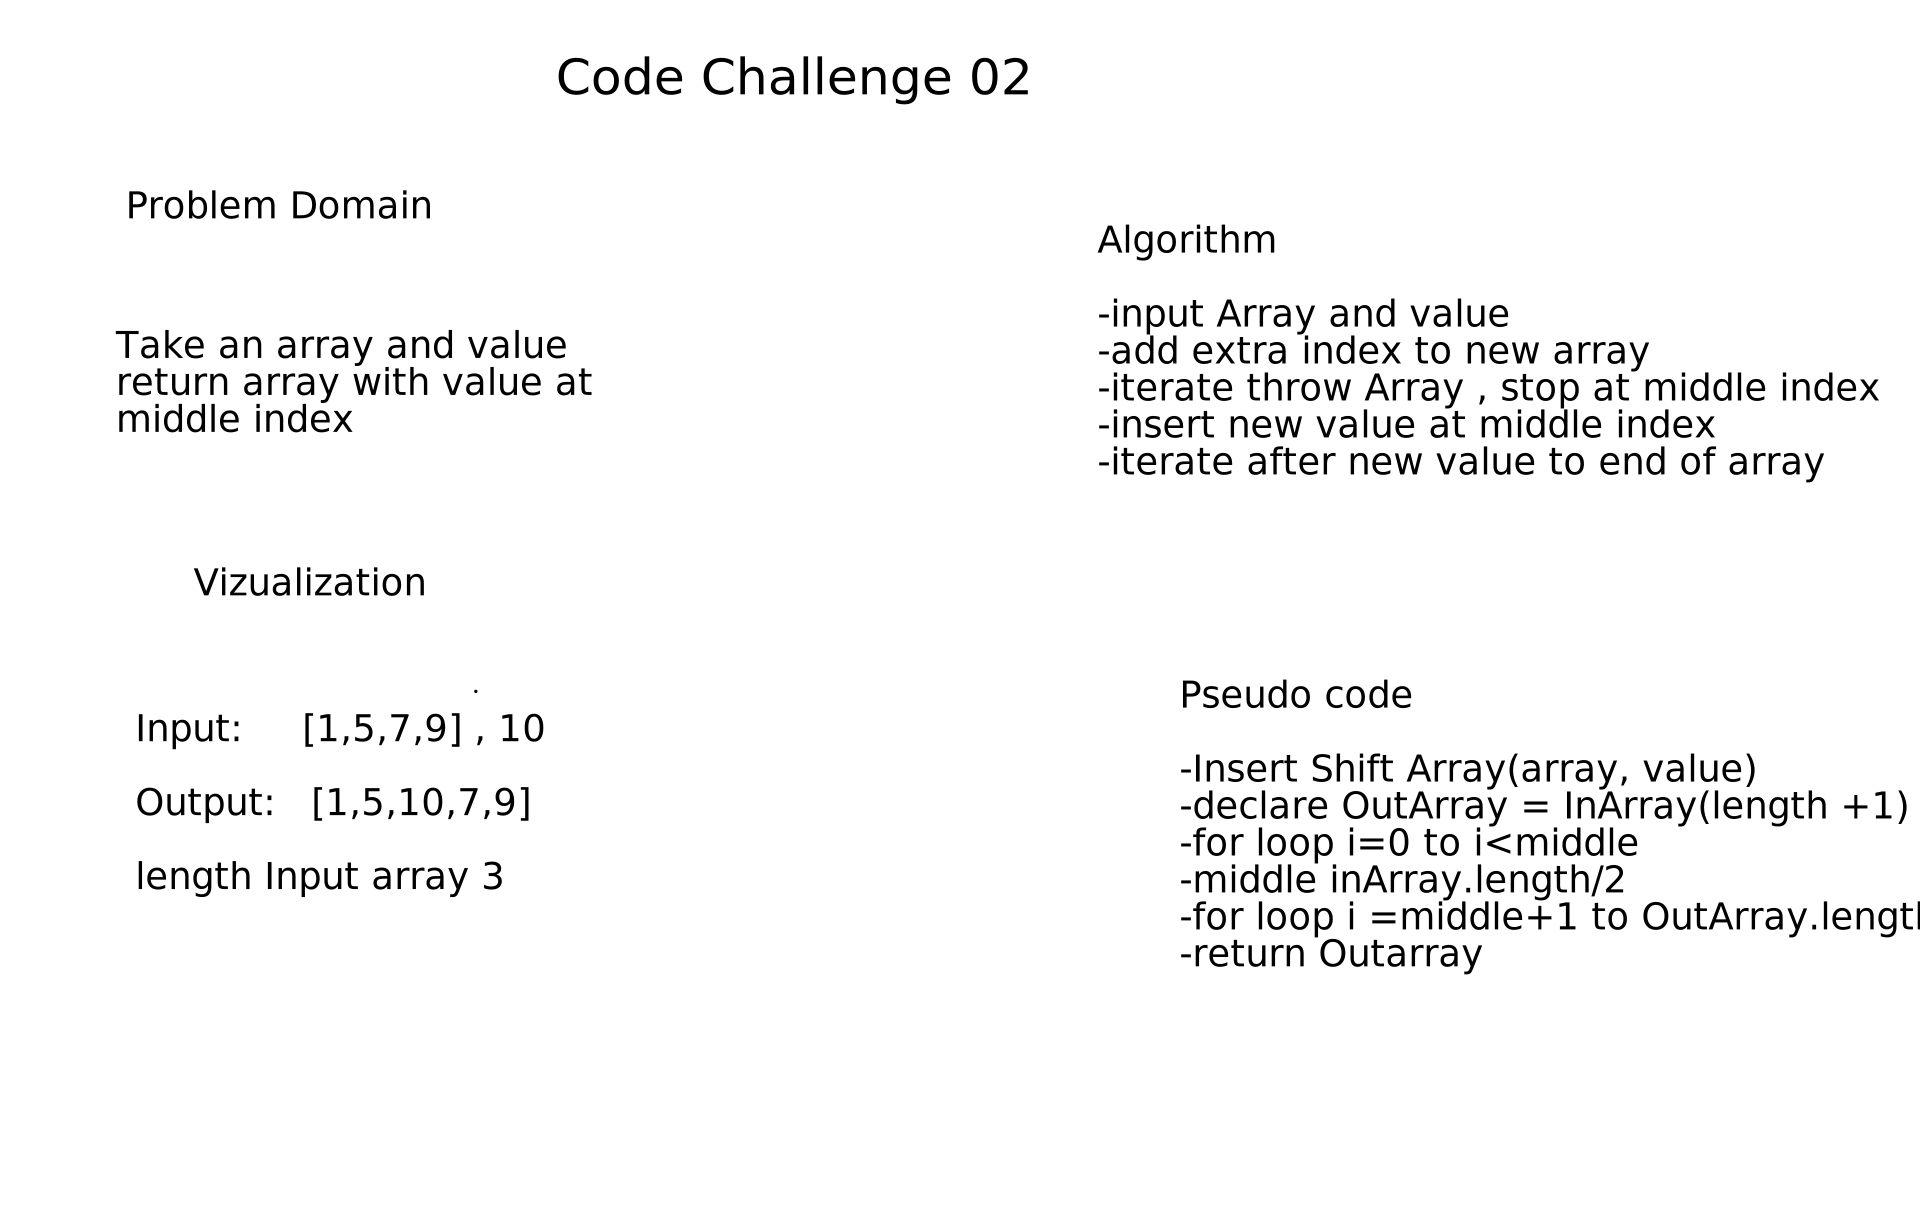 Code Challenge 02
Problem Domain
Take an array and value
return array with value at
middle index
Vizualization
Input: [1,5,7,9] , 10
Output: [1,5,10,7,9]
length Input array 3
Algorithm
-input Array and value
-add extra index to new array
-iterate throw Array , stop at middle index
-insert new value at middle index
-iterate after new value to end of array
Pseudo code
-Insert Shift Array(array, value)
-declare OutArray = InArray(length +1)
-for loop i=0 to i<middle
-middle inArray.length/2
-for loop i =middle+1 to OutArray.length
-return Outarray